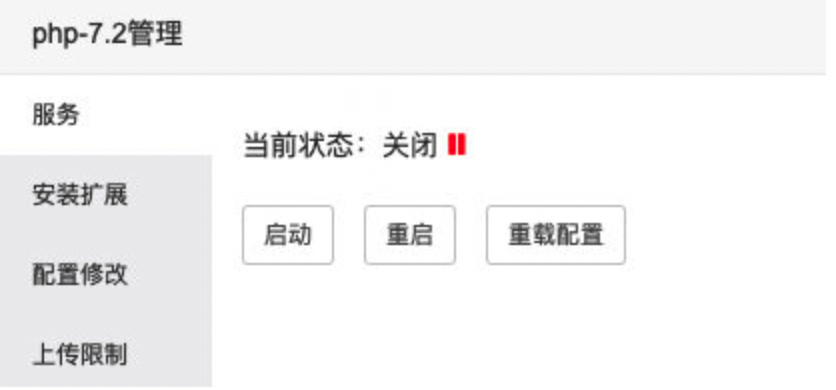 php-7.2管理
服务
当前状态：关闭
安装扩展
启动 重启 重载配置
配置修改
上传限制